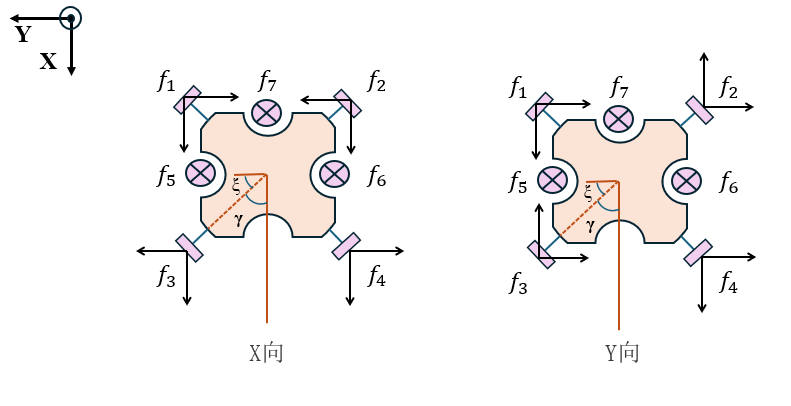 Y
X
f₁ f₇ f₂
f₅ ξ f₆
γ
f₃ f₄
X向
f₁ f₇ f₂
f₅ ξ f₆
γ
f₃ f₄
Y向